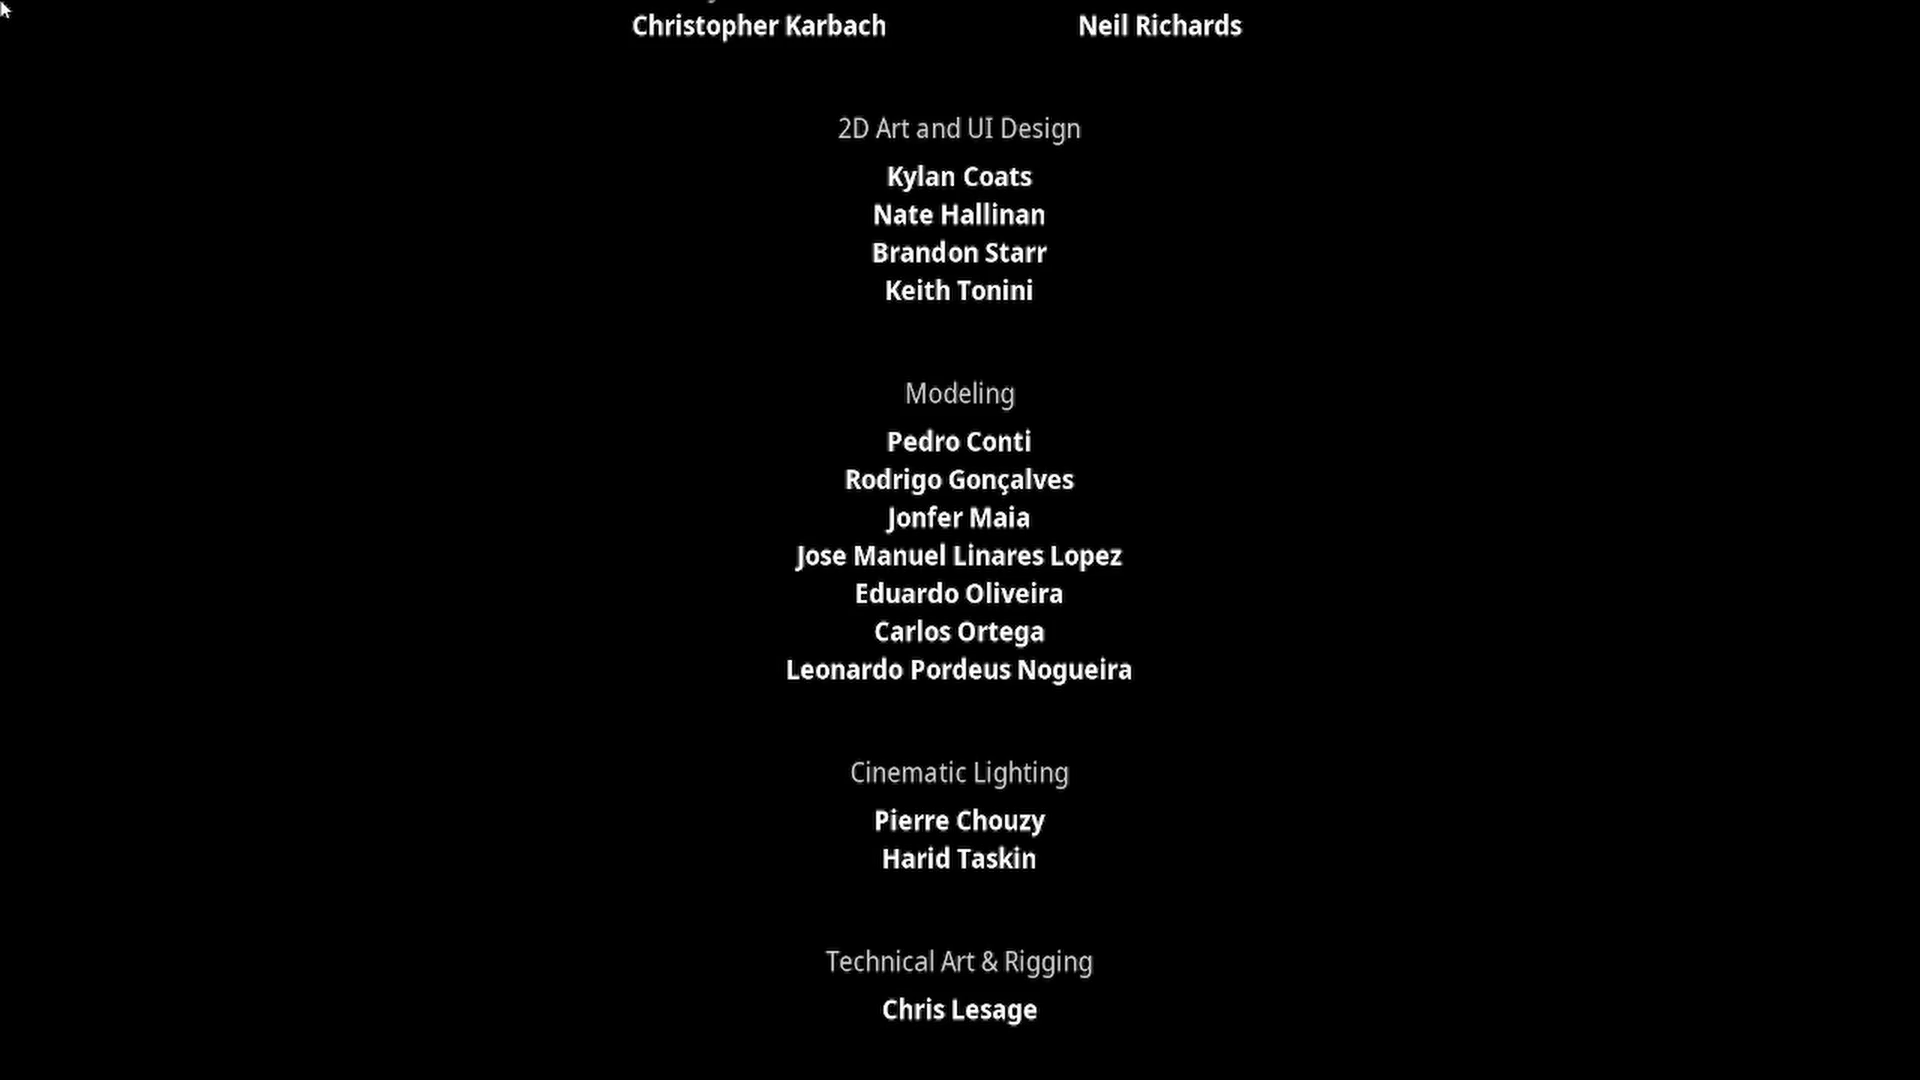 Christopher Karbach Neil Richards
2D Art and UI Design
Kylan Coats
Nate Hallinan
Brandon Starr
Keith Tonini
Modeling
Pedro Conti
Rodrigo Gonçalves
Jonfer Maia
Jose Manuel Linares Lopez
Eduardo Oliveira
Carlos Ortega
Leonardo Pordeus Nogueira
Cinematic Lighting
Pierre Chouzy
Harid Taskin
Technical Art & Rigging
Chris Lesage